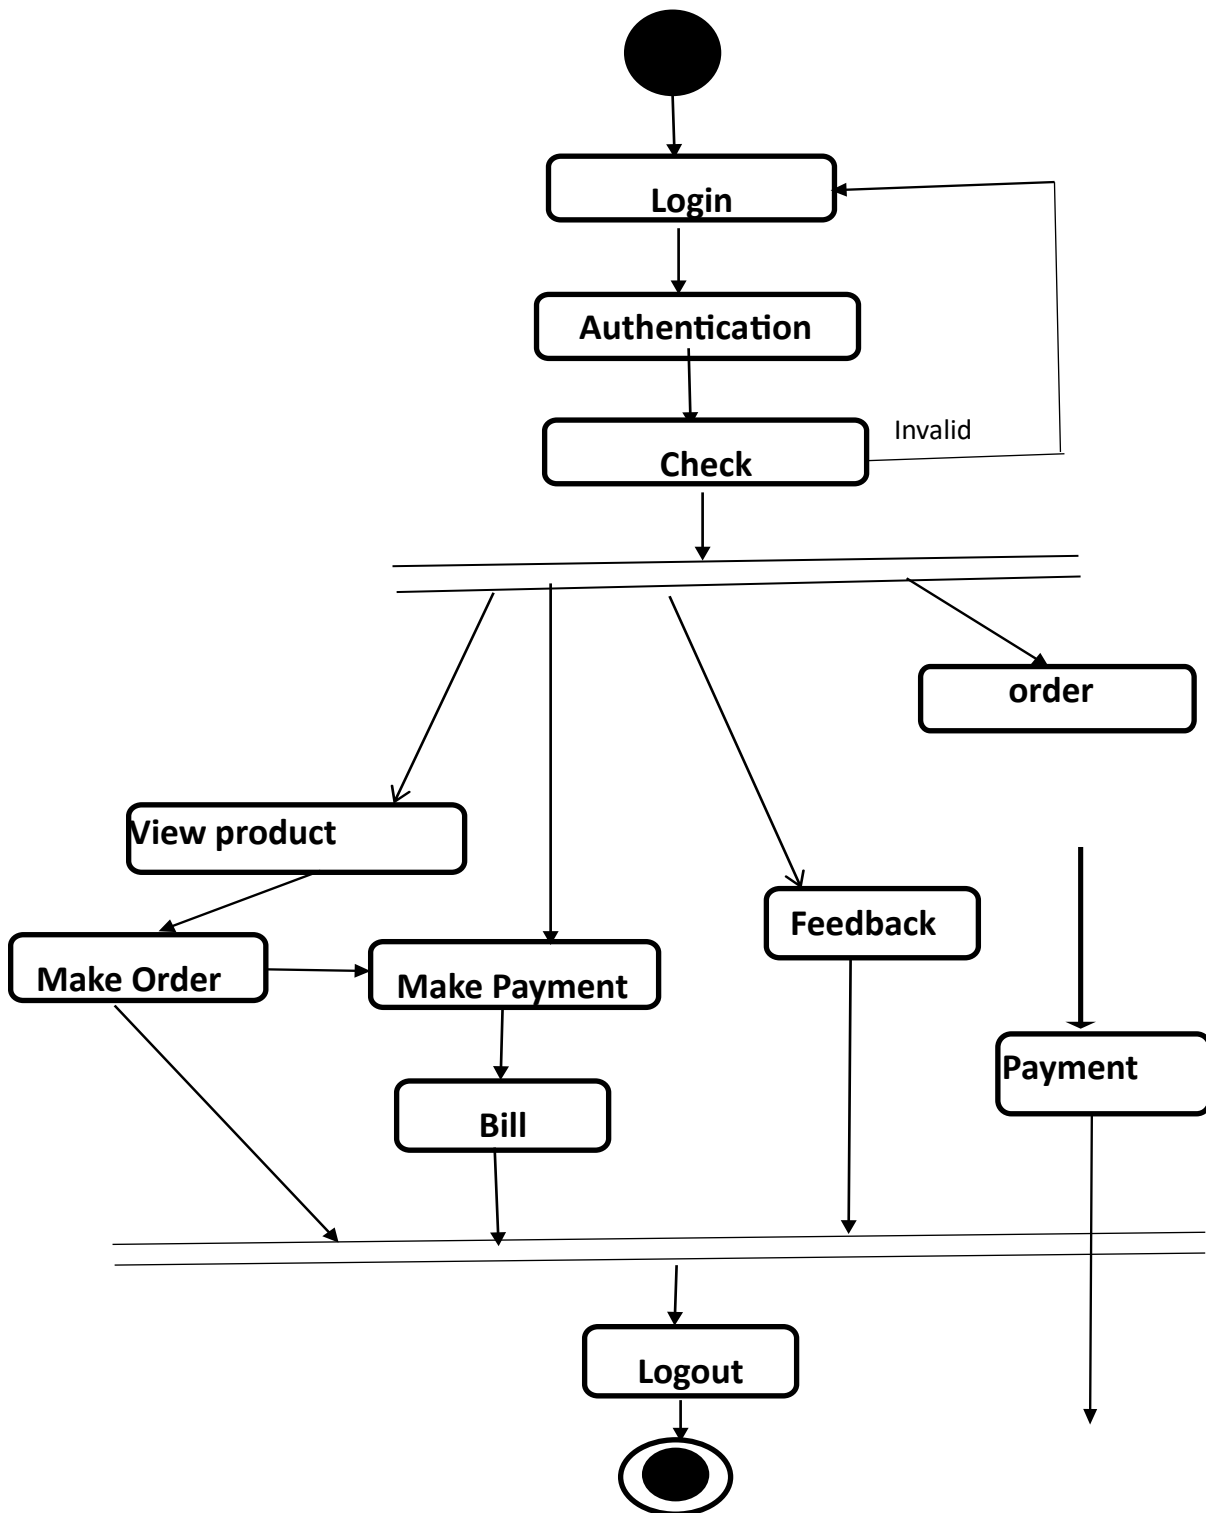 Login
Authentication
Check
Invalid
order
View product
Feedback
Make Order
Make Payment
Payment
Bill
Logout